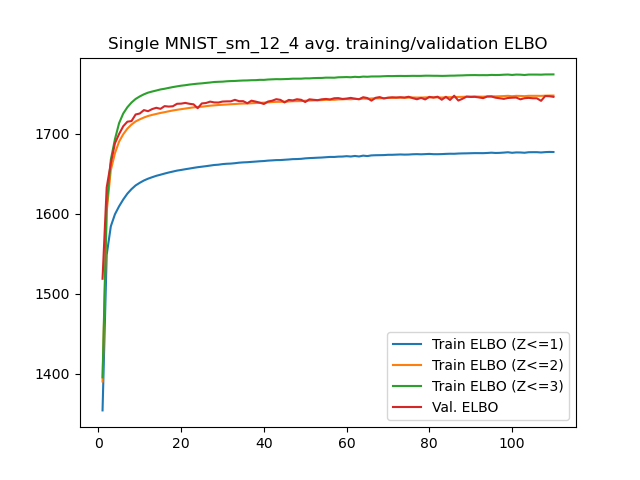 Single MNIST_sm_12_4 avg. training/validation ELBO
1700
1600
1500
1400
0 20 40 60 80 100
Train ELBO (Z<=1)
Train ELBO (Z<=2)
Train ELBO (Z<=3)
Val. ELBO